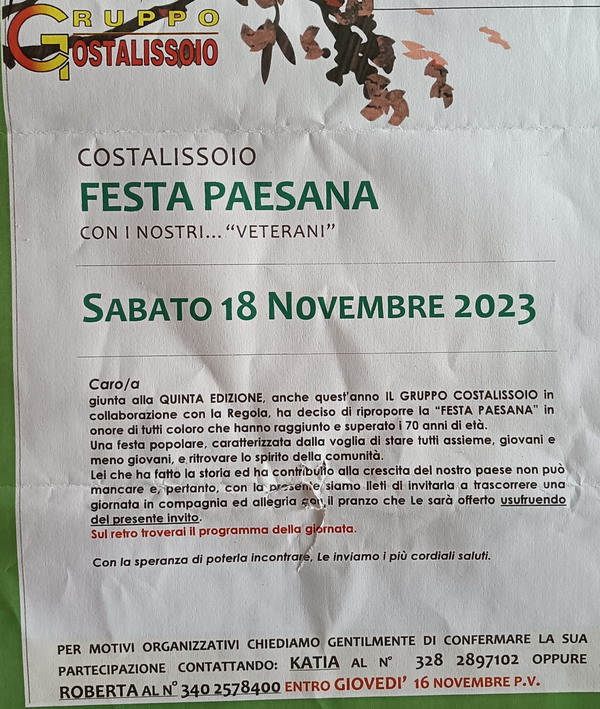 GRUPPO
COSTALISSOIO
COSTALISSOIO
FESTA PAESANA
CON I NOSTRI... “VETERANI”
SABATO 18 NOVEMBRE 2023
Caro/a
giunta alla QUINTA EDIZIONE, anche quest'anno IL GRUPPO COSTALISSOIO in
collaborazione con la Regola, ha deciso di riproporre la “FESTA PAESANA” in
onore di tutti coloro che hanno raggiunto e superato i 70 anni di età.
Una festa popolare, caratterizzata dalla voglia di stare tutti assieme, giovani e
meno giovani, e ritrovare lo spirito della comunità.
Lei che ha fatto la storia ed ha contribuito alla crescita del nostro paese non può
mancare e, pertanto, con la presente siamo lieti di invitarla a trascorrere una
giornata in compagnia ed allegria con il pranzo che Le sarà offerto usufruendo
del presente invito.
Sul retro troverai il programma della giornata.
Con la speranza di poterla incontrare, Le inviamo i più cordiali saluti.
PER MOTIVI ORGANIZZATIVI CHIEDIAMO GENTILMENTE DI CONFERMARE LA SUA
PARTECIPAZIONE CONTATTANDO: KATIA AL N° 328 2897102 OPPURE
ROBERTA AL N° 340 2578400 ENTRO GIOVEDI' 16 NOVEMBRE P.V.